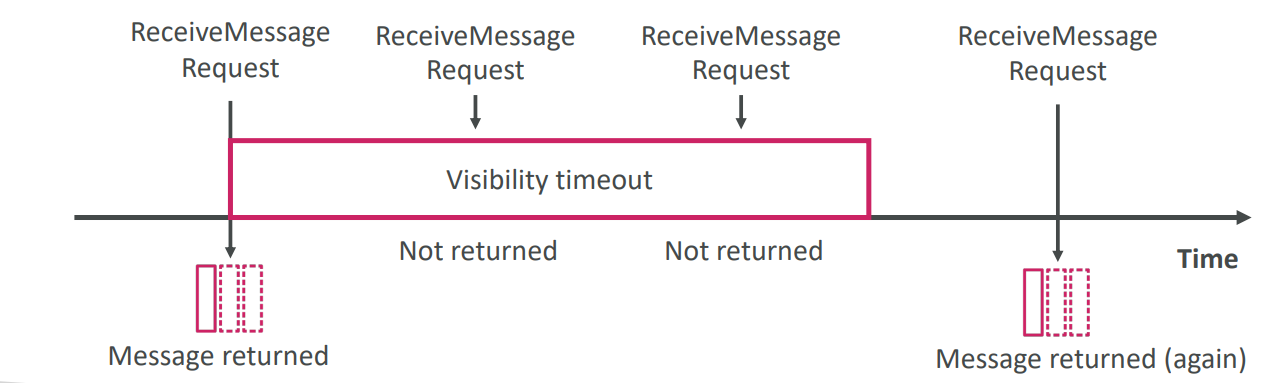 ReceiveMessage
Request
ReceiveMessage
Request
ReceiveMessage
Request
ReceiveMessage
Request
Visibility timeout
Not returned
Not returned
Time
Message returned
Message returned (again)